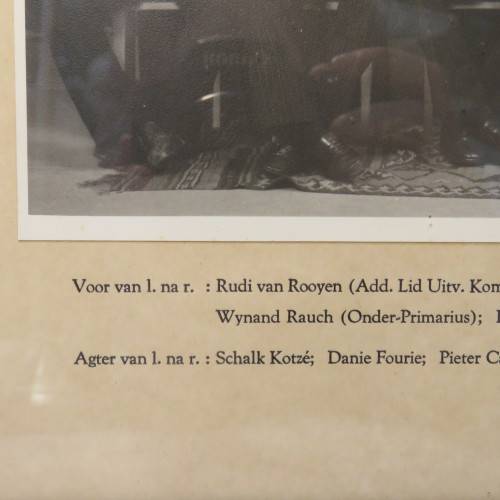 Voor van l. na r. : Rudi van Rooyen (Add. Lid Uitv. Kom
Wynand Rauch (Onder-Primarius);
Agter van l. na r. : Schalk Kotzé; Danie Fourie; Pieter